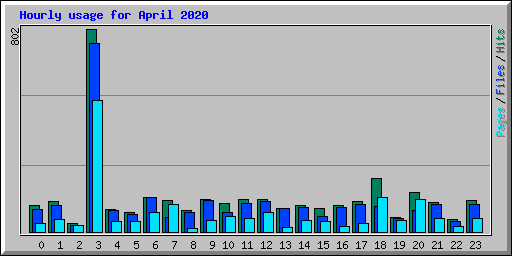 Hourly usage for April 2020
802
Pages/Files/Hits
0 1 2 3 4 5 6 7 8 9 10 11 12 13 14 15 16 17 18 19 20 21 22 23